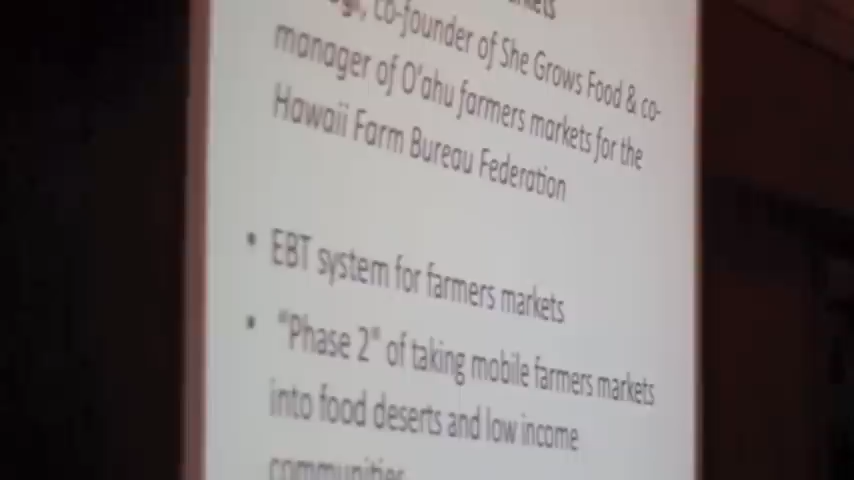 co-founder of She Grows Food & co-
manager of O'ahu farmers markets for the
Hawaii Farm Bureau Federation
• EBT system for farmers markets
• "Phase 2" of taking mobile farmers markets
into food deserts and low income
communities